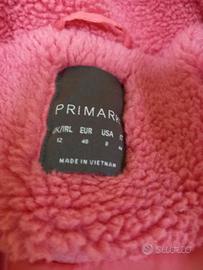 PRIMARK
UK/IRL EUR USA
12 40 8
MADE IN VIETNAM
SUBITO